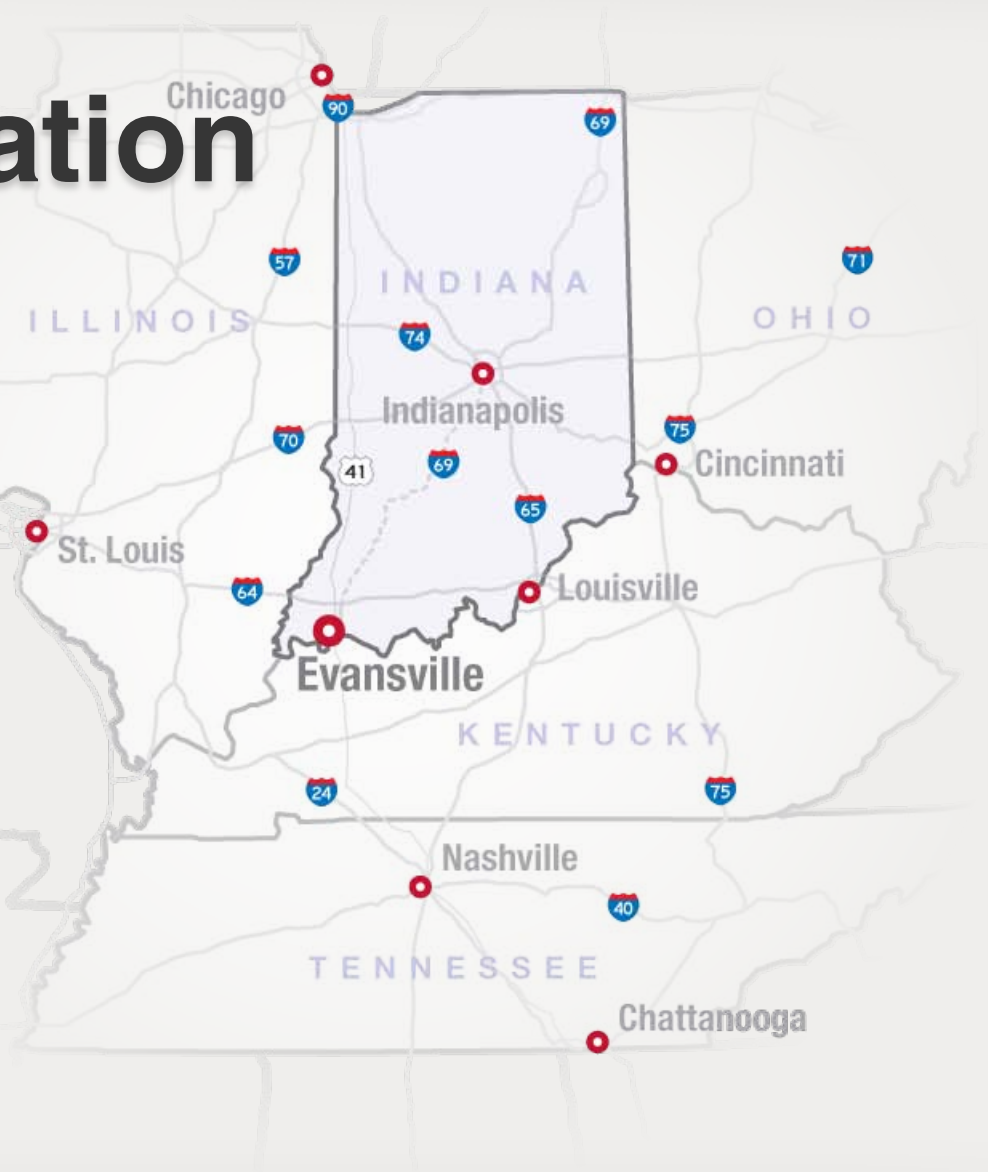 Chicago
90
ation
69
57
71
INDIANA
ILLINOIS
OHIO
74
Indianapolis
70
75
41
69
Cincinnati
65
St. Louis
64
Louisville
Evansville
KENTUCKY
24
75
Nashville
40
TENNESSEE
Chattanooga